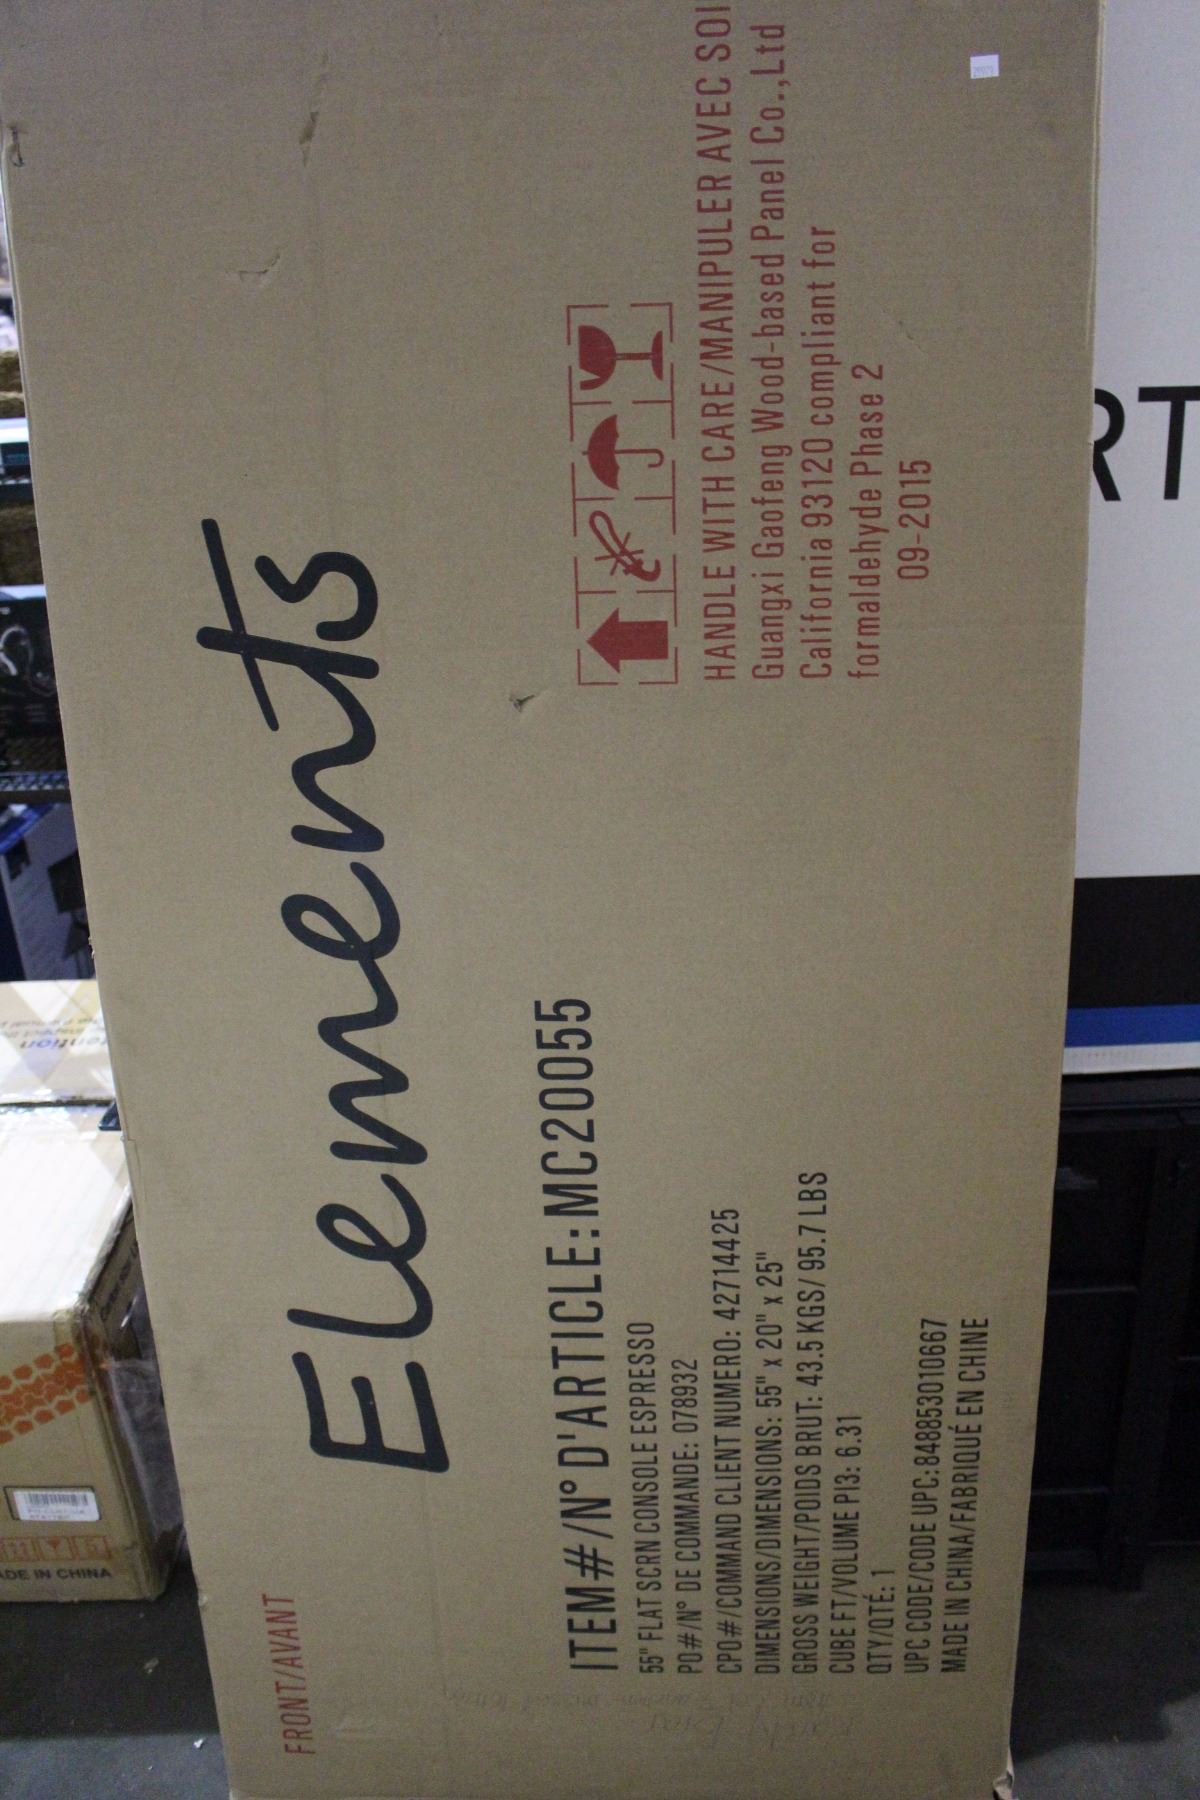 FRONT/AVANT
Elements
ITEM#/N° D'ARTICLE: MC20055
55" FLAT SCRN CONSOLE ESPRESSO
PO#/N° DE COMMANDE: 078932
CPO#/COMMAND CLIENT NUMERO: 42714425
DIMENSIONS/DIMENSIONS: 55" x 20" x 25"
GROSS WEIGHT/POIDS BRUT: 43.5 KGS/ 95.7 LBS
CUBE FT/VOLUME PI3: 6.31
QTY/QTÉ: 1
UPC CODE/CODE UPC:848853010667
MADE IN CHINA/FABRIQUÉ EN CHINE
HANDLE WITH CARE/MANIPULER AVEC SOI
Guangxi Gaofeng Wood-based Panel Co.,Ltd
California 93120 compliant for
formaldehyde Phase 2
09-2015
RT
ADE IN CHINA